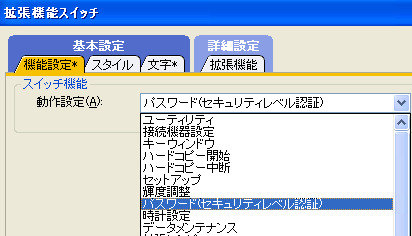 拡張機能スイッチ
基本設定
詳細設定
機能設定*
スタイル
文字*
拡張機能
スイッチ機能
動作設定(A):
パスワード(セキュリティレベル認証)
ユーティリティ
接続機器設定
キーウィンドウ
ハードコピー開始
ハードコピー中断
セットアップ
輝度調整
パスワード(セキュリティレベル認証)
時計設定
データメンテナンス